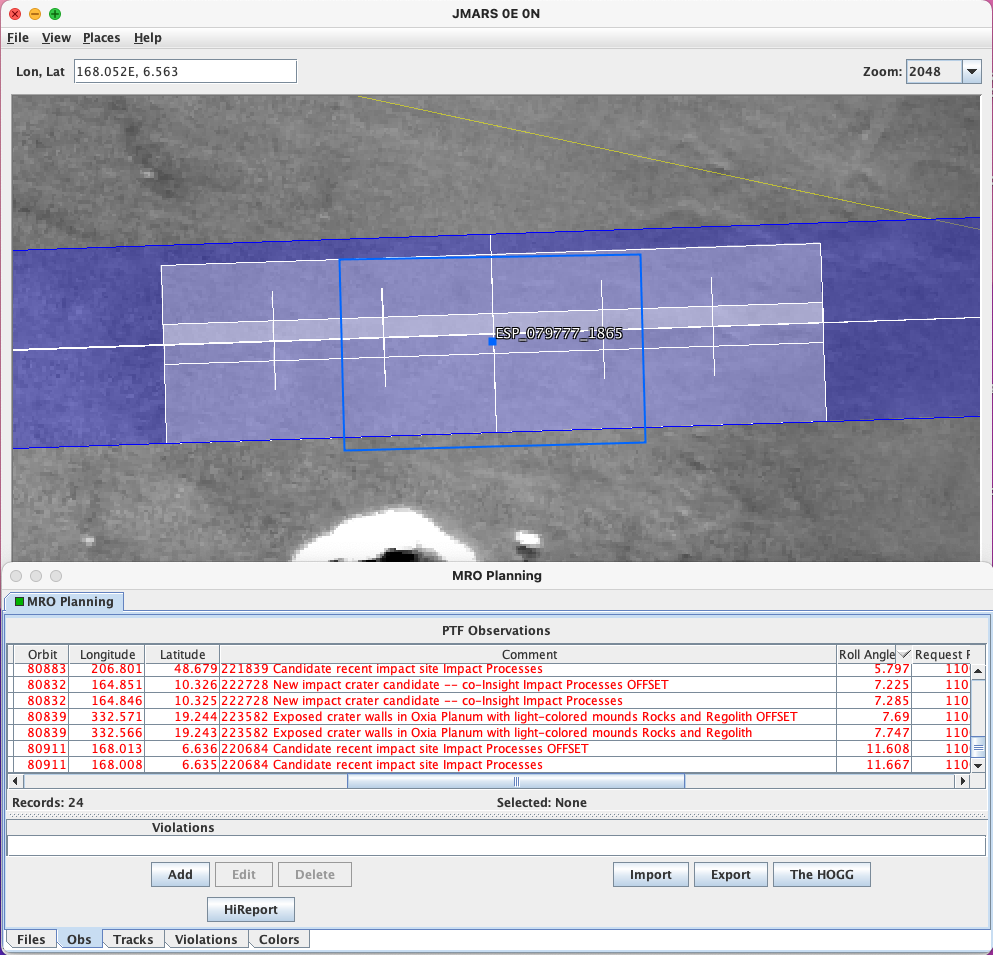 JMARS 0E 0N
File View Places Help
Lon, Lat 168.052E, 6.563 Zoom: 2048
ESP_079777_1865
MRO Planning
MRO Planning
PTF Observations
Orbit Longitude Latitude Comment Roll Angle Request
80883 206.801 48.679 221839 Candidate recent impact site Impact Processes 5.797 110
80832 164.851 10.326 222728 New impact crater candidate -- co-Insight Impact Processes OFFSET 7.225 110
80832 164.846 10.325 222728 New impact crater candidate -- co-Insight Impact Processes 7.285 110
80839 332.571 19.244 223582 Exposed crater walls in Oxia Planum with light-colored mounds Rocks and Regolith OFFSET 7.69 110
80839 332.566 19.243 223582 Exposed crater walls in Oxia Planum with light-colored mounds Rocks and Regolith 7.747 110
80911 168.013 6.636 220684 Candidate recent impact site Impact Processes OFFSET 11.608 110
80911 168.008 6.635 220684 Candidate recent impact site Impact Processes 11.667 110
Records: 24 Selected: None
Violations
Add Edit Delete Import Export The HOGG
HiReport
Files Obs Tracks Violations Colors